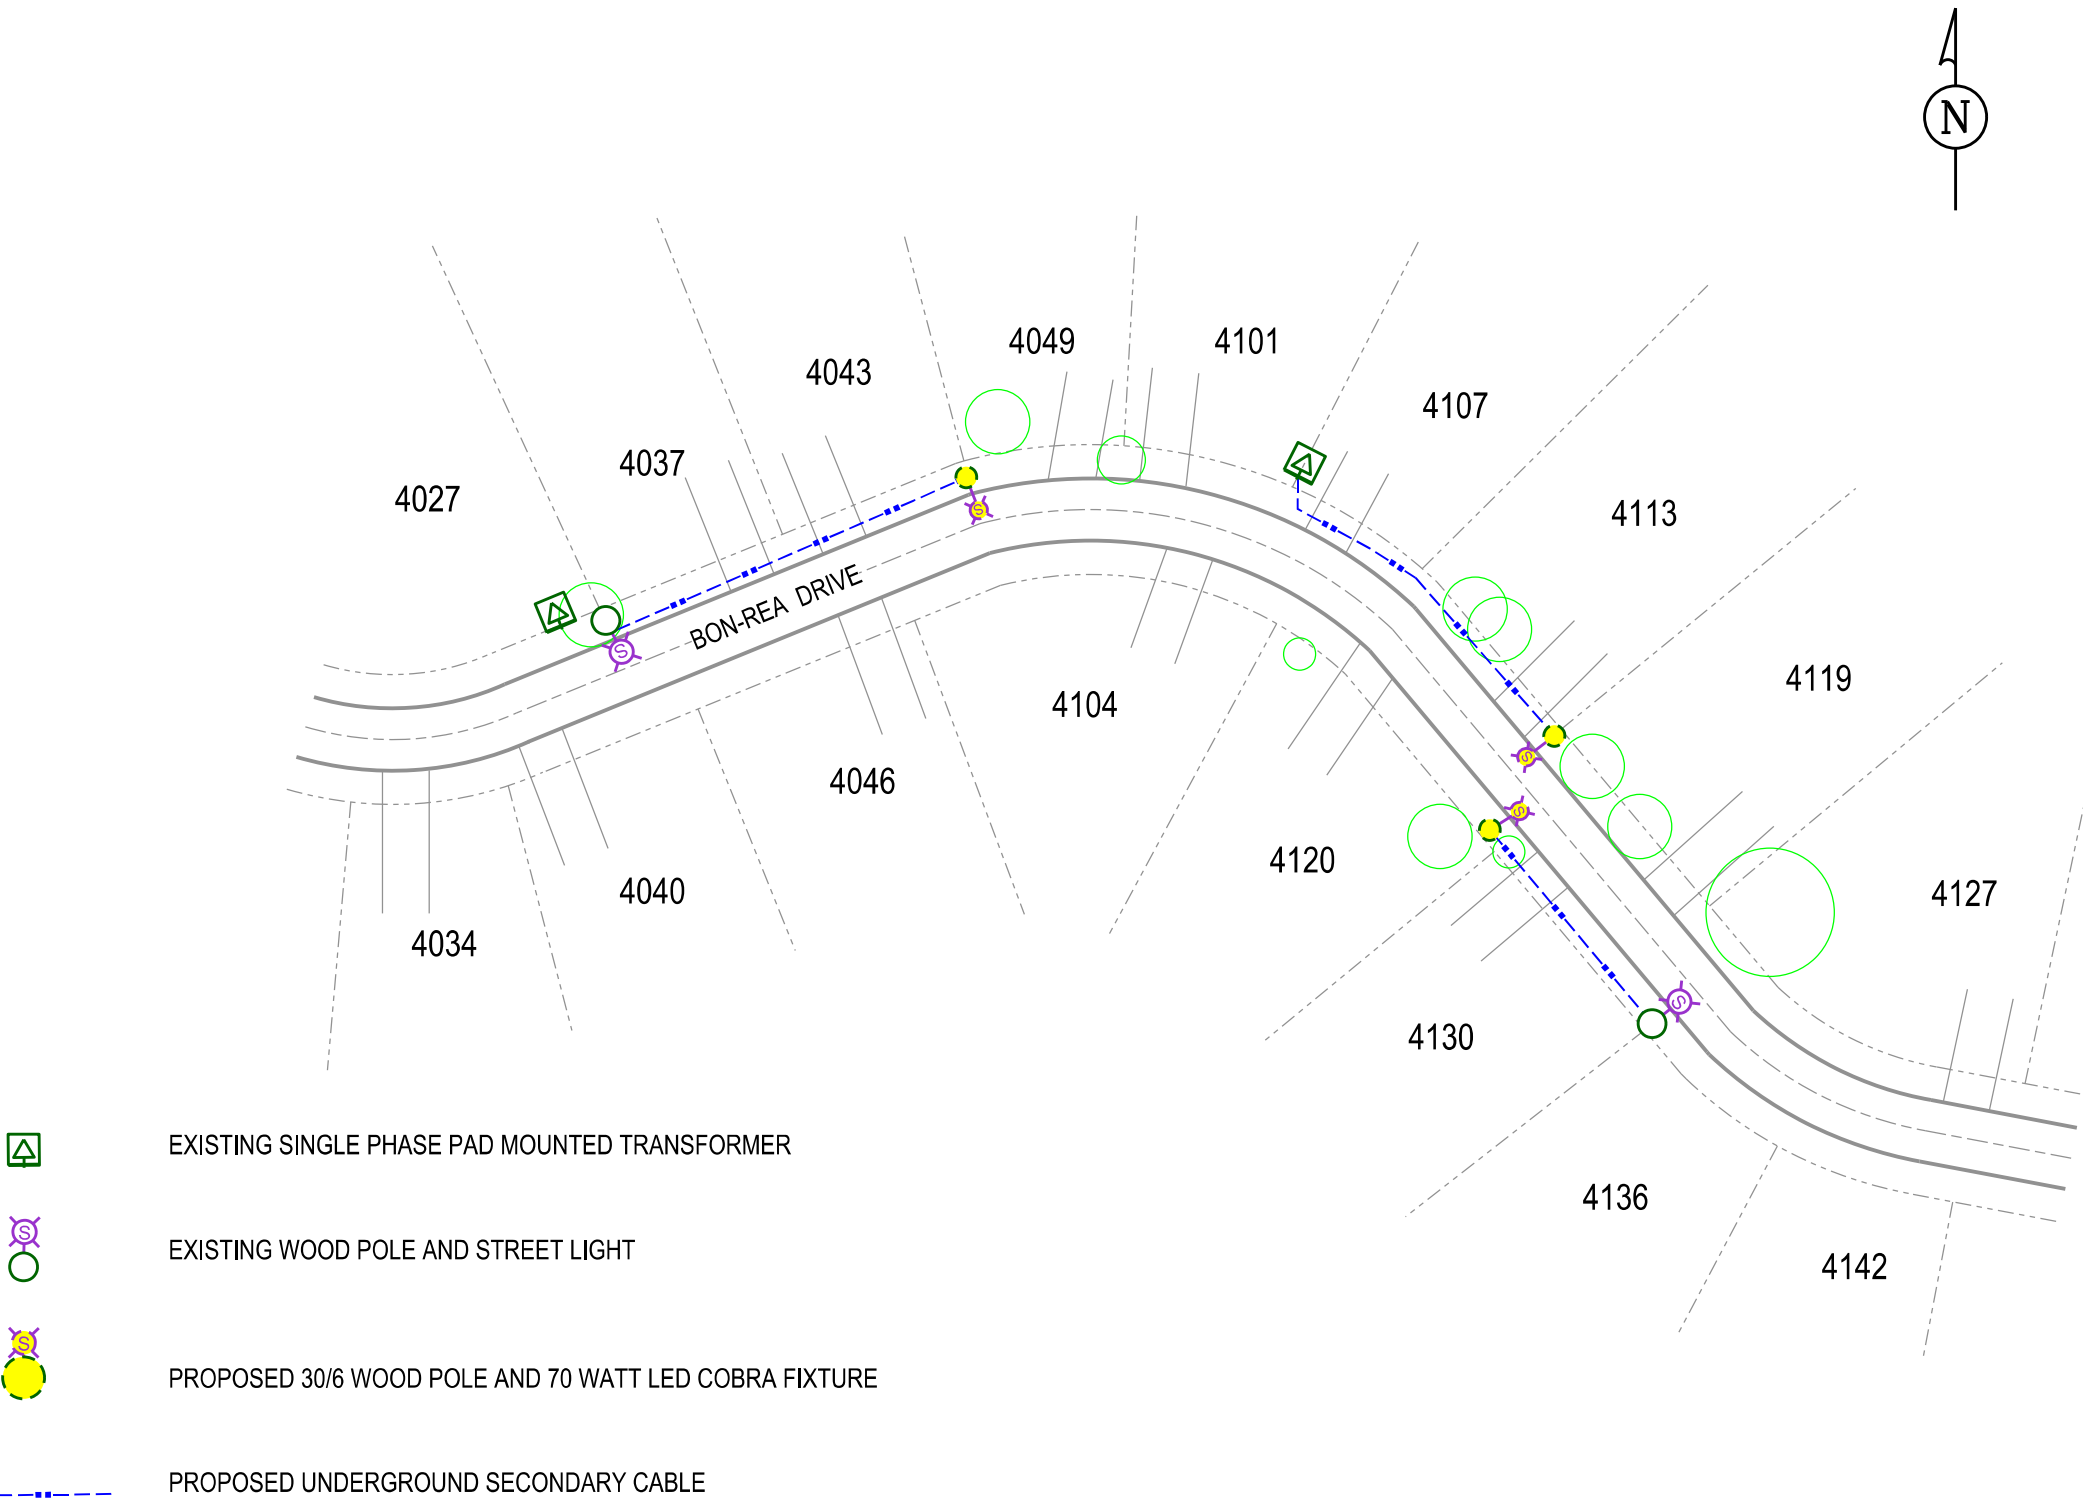 N
4049
4101
4043
4107
4037
4027
4113
S
BON-REA DRIVE
S
4119
4104
S
4046
S
4120
4040
4127
4034
S
4130
EXISTING SINGLE PHASE PAD MOUNTED TRANSFORMER
4136
S
EXISTING WOOD POLE AND STREET LIGHT
4142
S
PROPOSED 30/6 WOOD POLE AND 70 WATT LED COBRA FIXTURE
PROPOSED UNDERGROUND SECONDARY CABLE